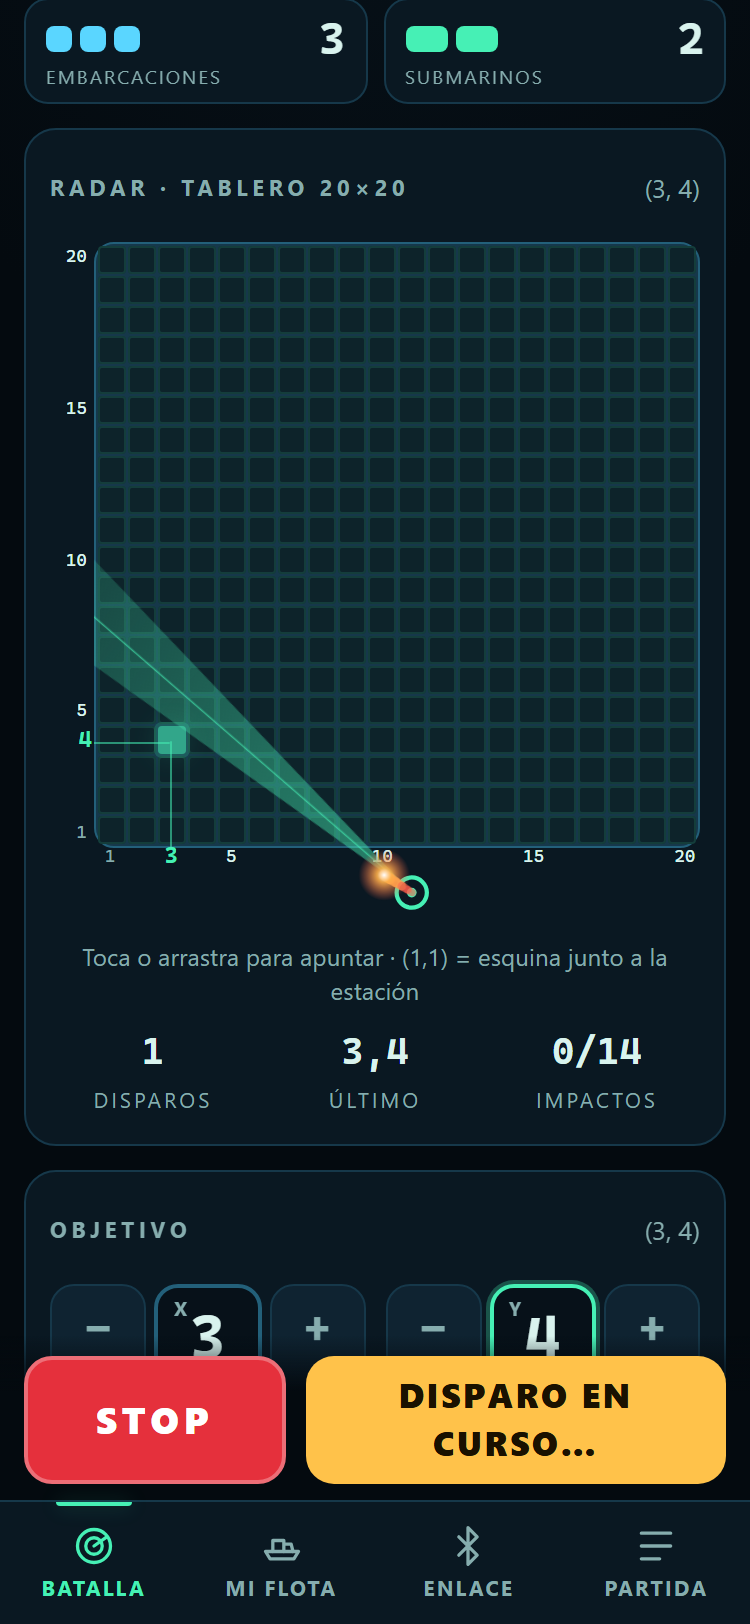 3
EMBARCACIONES
2
SUBMARINOS
RADAR · TABLERO 20×20
(3, 4)
20
15
10
5
4
1
1
3
5
10
15
20
Toca o arrastra para apuntar · (1,1) = esquina junto a la
estación
1
DISPAROS
3,4
ÚLTIMO
0/14
IMPACTOS
OBJETIVO
(3, 4)
−
X
3
+
−
Y
4
+
STOP
DISPARO EN
CURSO...
BATALLA
MI FLOTA
ENLACE
PARTIDA